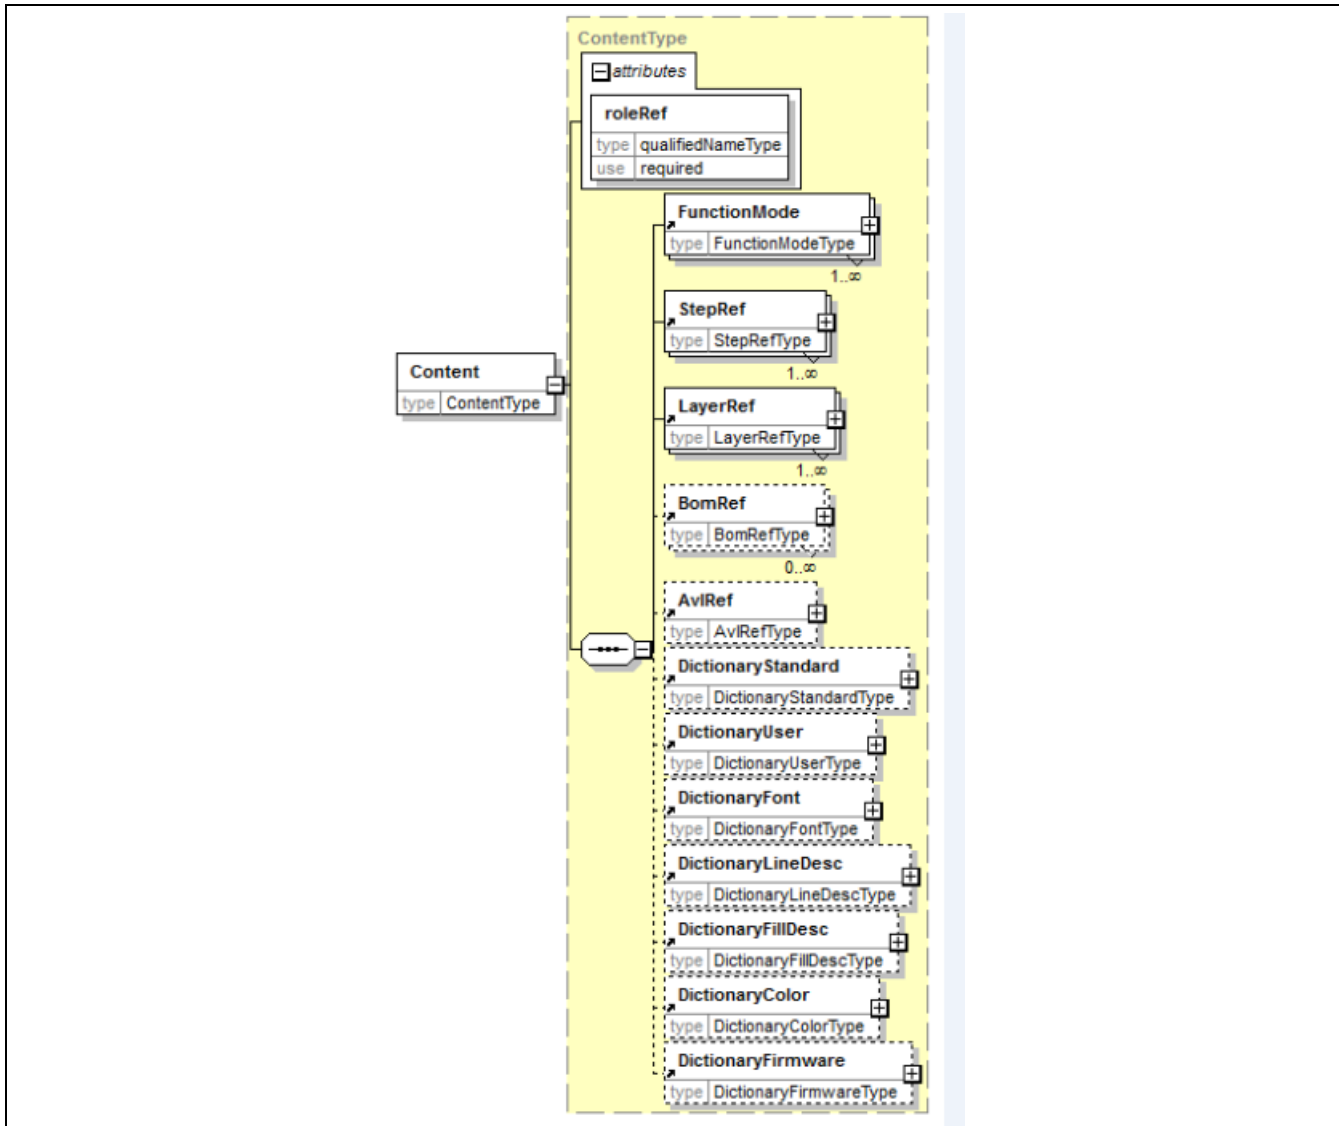 ContentType
attributes
roleRef
type qualifiedNameType
use required
FunctionMode
type FunctionModeType
1..∞
StepRef
type StepRefType
1..∞
Content
type ContentType
LayerRef
type LayerRefType
1..∞
BomRef
type BomRefType
0..∞
AvlRef
type AvlRefType
DictionaryStandard
type DictionaryStandardType
DictionaryUser
type DictionaryUserType
DictionaryFont
type DictionaryFontType
DictionaryLineDesc
type DictionaryLineDescType
DictionaryFillDesc
type DictionaryFillDescType
DictionaryColor
type DictionaryColorType
DictionaryFirmware
type DictionaryFirmwareType